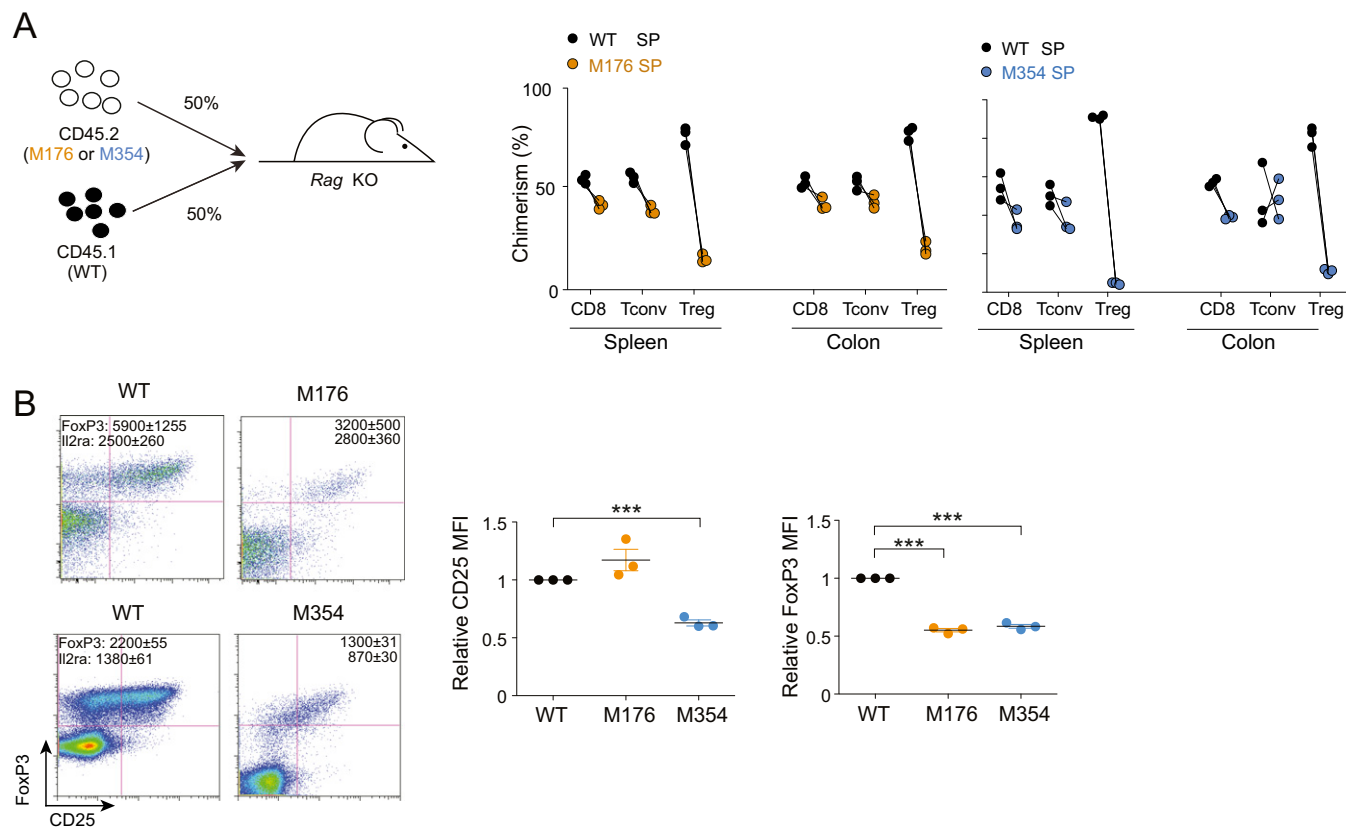 A
CD45.2
(M176 or M354)
50%
CD45.1
(WT)
50%
Rag KO
WT SP
M176 SP
Chimerism (%)
100
50
0
CD8 Tconv Treg
Spleen
CD8 Tconv Treg
Colon
WT SP
M354 SP
CD8 Tconv Treg
Spleen
CD8 Tconv Treg
Colon
B
WT
FoxP3: 5900±1255
Il2ra: 2500±260
M176
3200±500
2800±360
WT
FoxP3: 2200±55
Il2ra: 1380±61
M354
1300±31
870±30
FoxP3
CD25
Relative CD25 MFI
1.5
1
0.5
0
***
WT M176 M354
Relative FoxP3 MFI
1.5
1
0.5
0
***
***
WT M176 M354